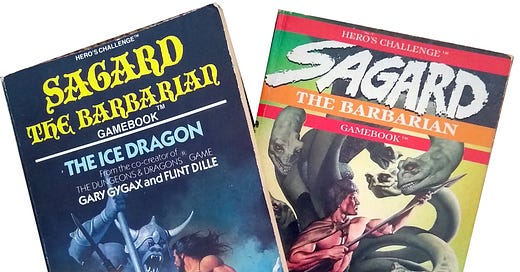 HERO'S CHALLENGE™
SAGARD
THE BARBARIAN
GAMEBOOK™
THE ICE DRAGON
From the co-creator of
THE DUNGEONS & DRAGONS® GAME
GARY GYGAX and FLINT DILLE
HERO'S CHALLENGE™
SAGARD
THE BARBARIAN
GAMEBOOK™